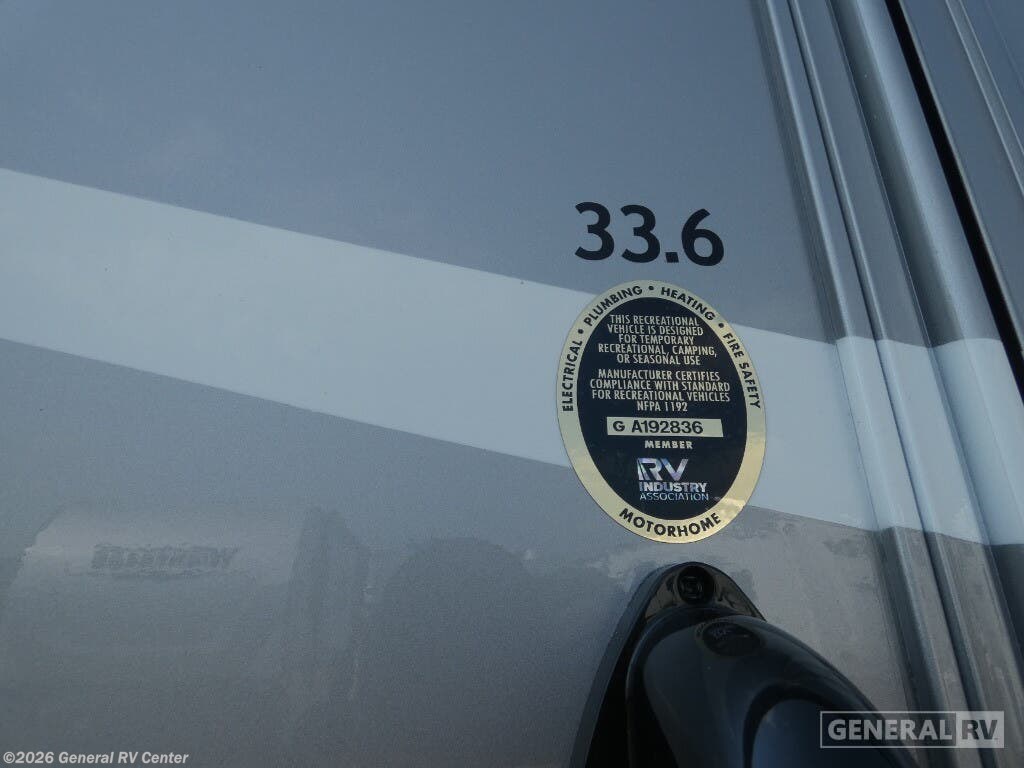 33.6
ELECTRICAL • PLUMBING • HEATING • FIRE SAFETY
THIS RECREATIONAL
VEHICLE IS DESIGNED
FOR TEMPORARY
RECREATIONAL, CAMPING,
OR SEASONAL USE
MANUFACTURER CERTIFIES
COMPLIANCE WITH STANDARD
FOR RECREATIONAL VEHICLES
NFPA 1192
G A192836
MEMBER
RV
INDUSTRY
ASSOCIATION
MOTORHOME
GENERAL RV
©2026 General RV Center